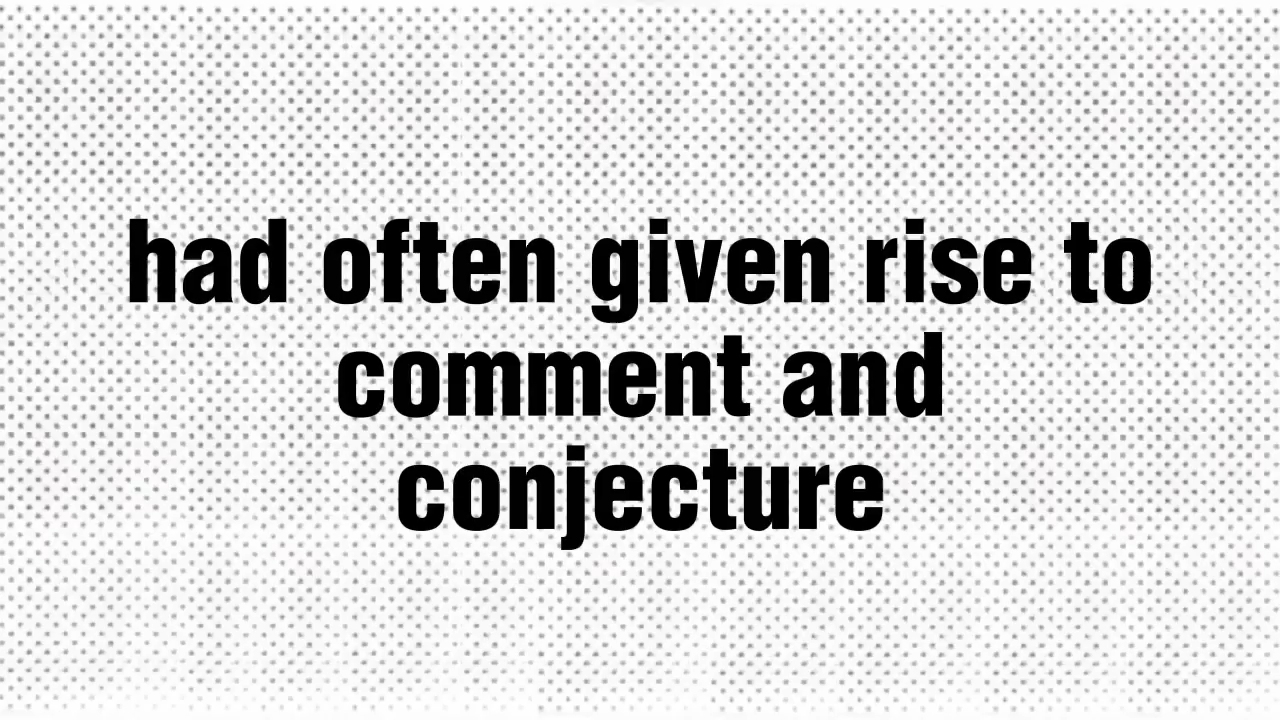 had often given rise to
comment and
conjecture